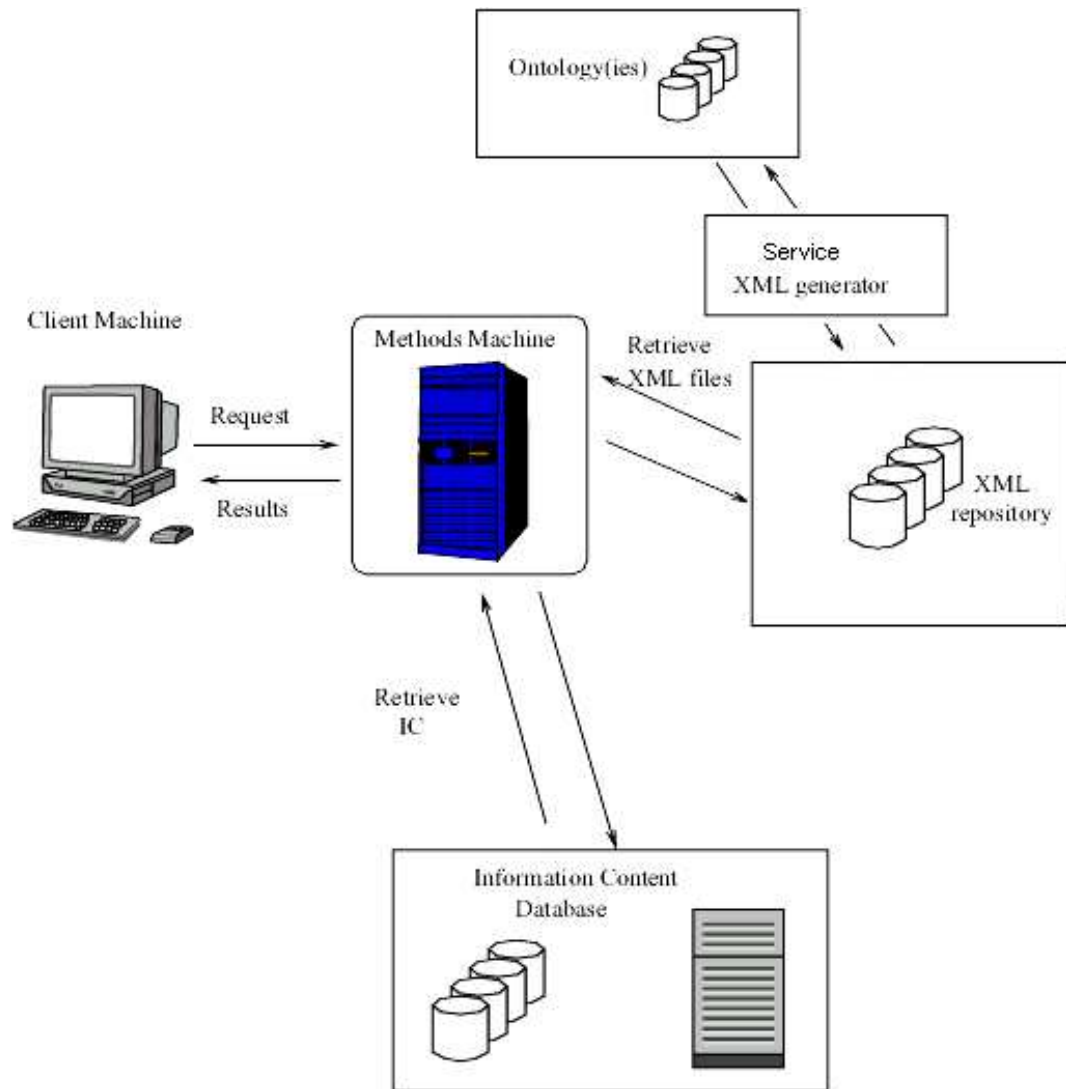 Ontology(ies)
Service
XML generator
Client Machine
Methods Machine
Retrieve
XML files
Request
Results
XML
repository
Retrieve
IC
Information Content
Database